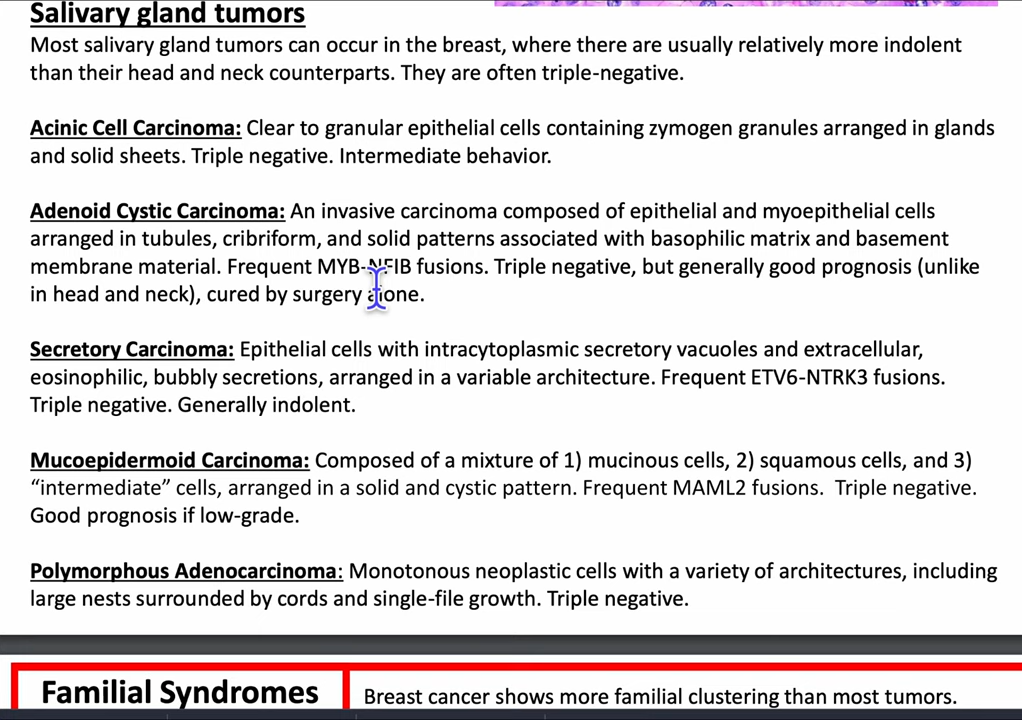 Salivary gland tumors
Most salivary gland tumors can occur in the breast, where there are usually relatively more indolent
than their head and neck counterparts. They are often triple-negative.
Acinic Cell Carcinoma: Clear to granular epithelial cells containing zymogen granules arranged in glands
and solid sheets. Triple negative. Intermediate behavior.
Adenoid Cystic Carcinoma: An invasive carcinoma composed of epithelial and myoepithelial cells
arranged in tubules, cribriform, and solid patterns associated with basophilic matrix and basement
membrane material. Frequent MYB-NFIB fusions. Triple negative, but generally good prognosis (unlike
in head and neck), cured by surgery alone.
Secretory Carcinoma: Epithelial cells with intracytoplasmic secretory vacuoles and extracellular,
eosinophilic, bubbly secretions, arranged in a variable architecture. Frequent ETV6-NTRK3 fusions.
Triple negative. Generally indolent.
Mucoepidermoid Carcinoma: Composed of a mixture of 1) mucinous cells, 2) squamous cells, and 3)
“intermediate” cells, arranged in a solid and cystic pattern. Frequent MAML2 fusions.  Triple negative.
Good prognosis if low-grade.
Polymorphous Adenocarcinoma: Monotonous neoplastic cells with a variety of architectures, including
large nests surrounded by cords and single-file growth. Triple negative.
Familial Syndromes
Breast cancer shows more familial clustering than most tumors.